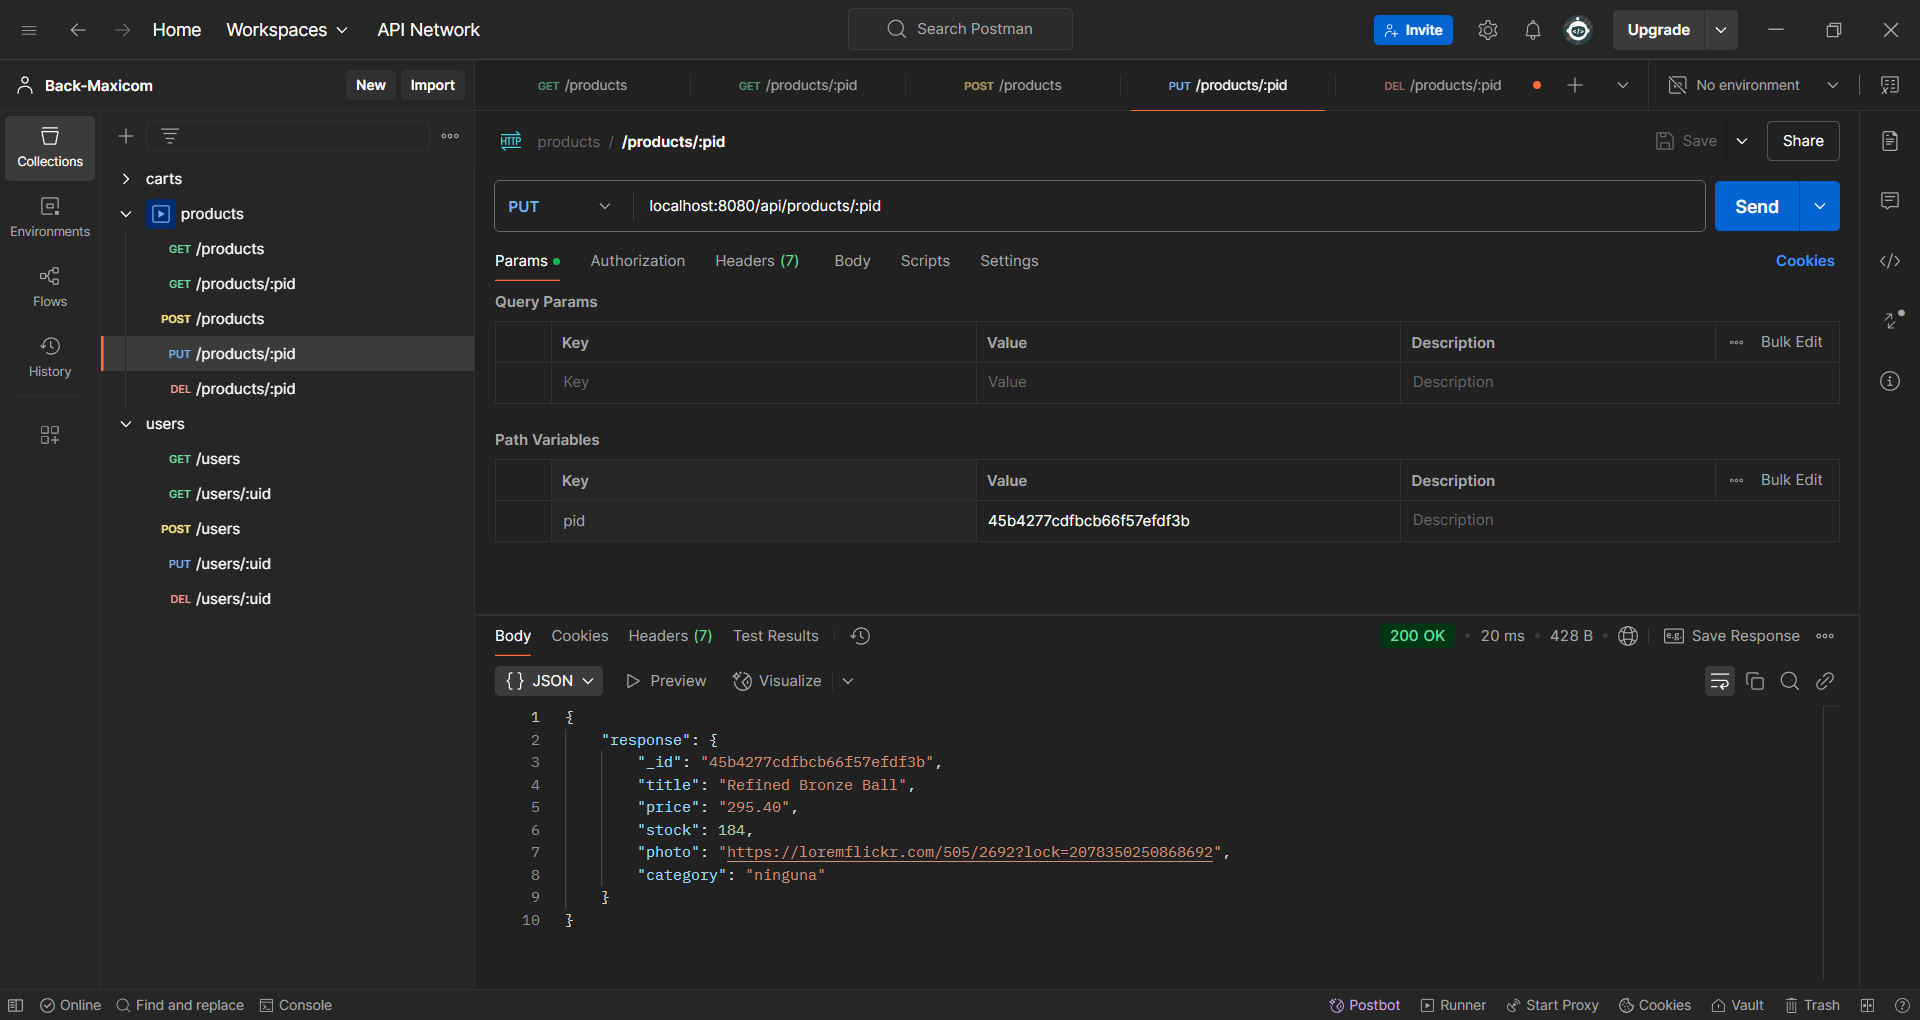 Home Workspaces API Network Search Postman Invite Upgrade
Back-Maxicom New Import GET /products GET /products/:pid POST /products PUT /products/:pid DEL /products/:pid No environment
Collections
Environments
Flows
History
carts
products
GET /products
GET /products/:pid
POST /products
PUT /products/:pid
DEL /products/:pid
users
GET /users
GET /users/:uid
POST /users
PUT /users/:uid
DEL /users/:uid
HTTP products / /products/:pid Save Share
PUT localhost:8080/api/products/:pid Send
Params Authorization Headers (7) Body Scripts Settings Cookies
Query Params
Key Value Description Bulk Edit
Key Value Description
Path Variables
Key Value Description Bulk Edit
pid 45b4277cdfbcb66f57efdf3b Description
Body Cookies Headers (7) Test Results 200 OK • 20 ms • 428 B • e.g. Save Response
{} JSON Preview Visualize
1 {
2 "response": {
3 "_id": "45b4277cdfbcb66f57efdf3b",
4 "title": "Refined Bronze Ball",
5 "price": "295.40",
6 "stock": 184,
7 "photo": "https://loremflickr.com/505/2692?lock=2078350250868692",
8 "category": "ninguna"
9 }
10 }
Online Find and replace Console Postbot Runner Start Proxy Cookies Vault Trash